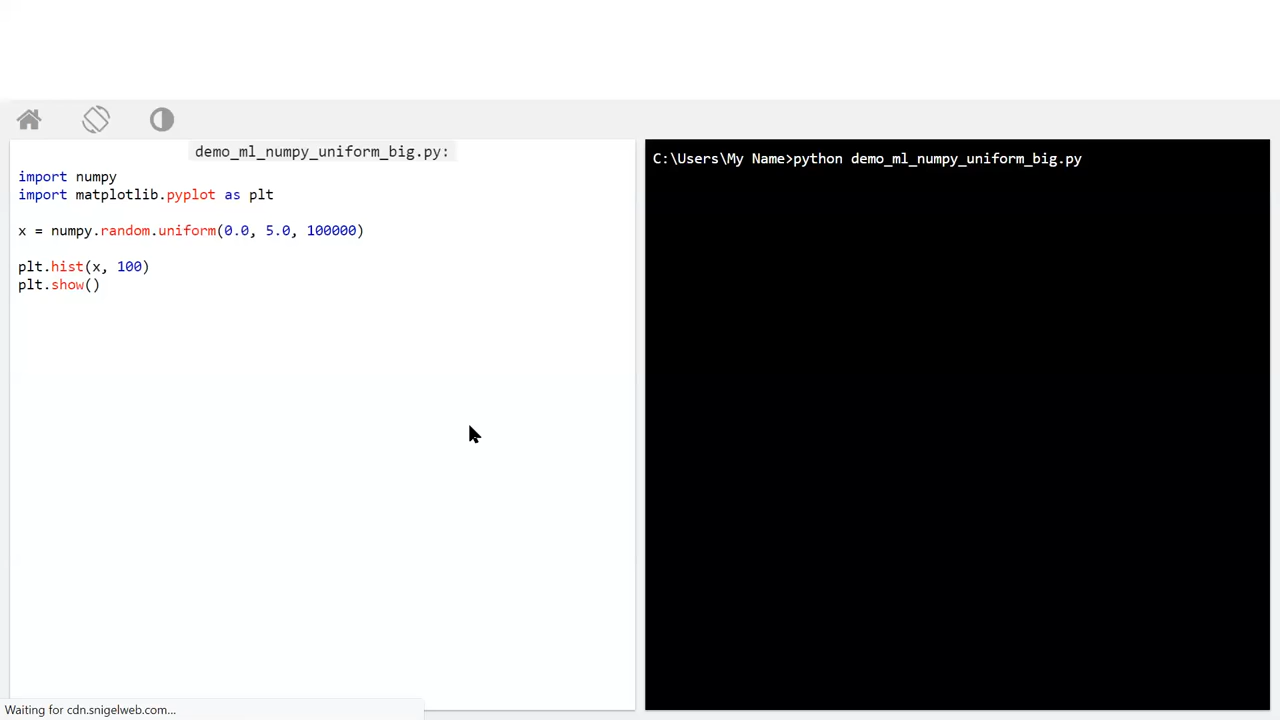 demo_ml_numpy_uniform_big.py:
import numpy
import matplotlib.pyplot as plt
x = numpy.random.uniform(0.0, 5.0, 100000)
plt.hist(x, 100)
plt.show()
C:\Users\My Name>python demo_ml_numpy_uniform_big.py
Waiting for cdn.snigelweb.com...